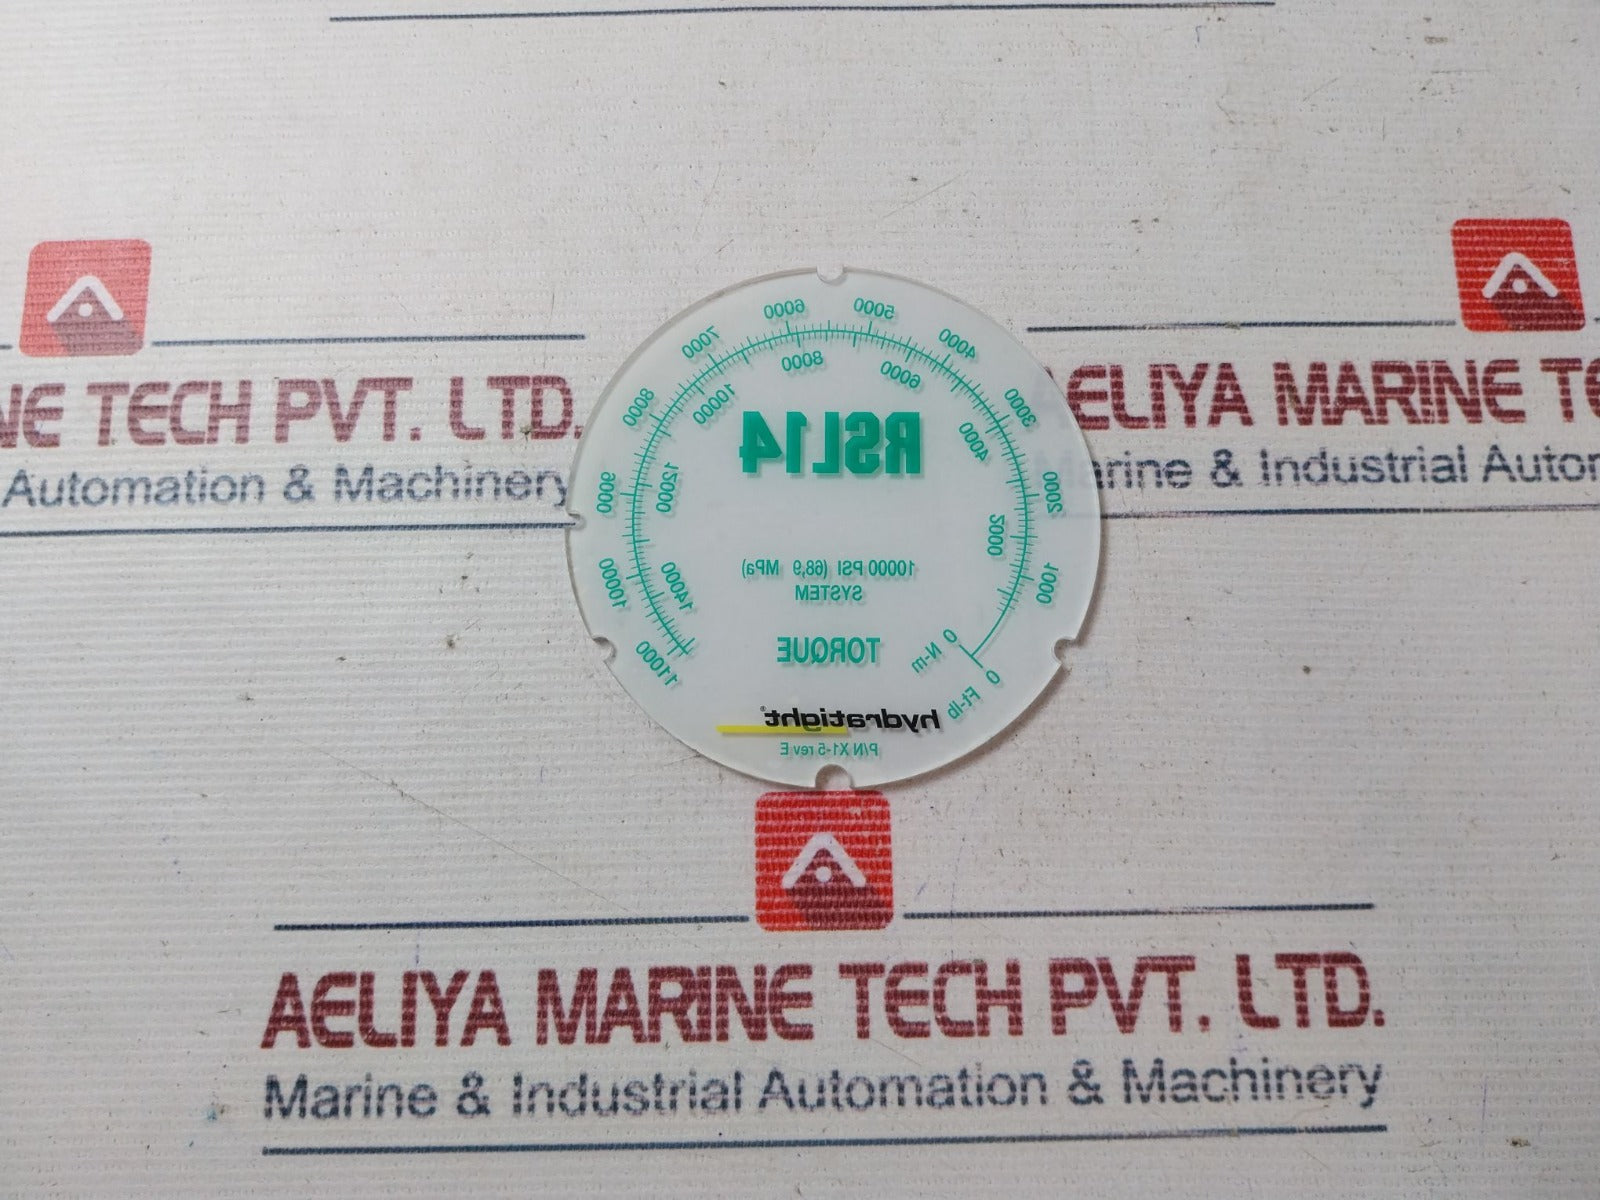 NE TECH PVT. LTD.
Automation & Machinery
AELIYA MARINE TE
Marine & Industrial Autor
6000 5000
7000 4000
8000 6000
8000 10000 3000
RSL14
4000
9000 12000 2000
2000
10000 PSI (68,9 MPa)
SYSTEM
10000 14000 1000
TORQUE
11000
0 N-m
0 Ft-lb
hydratight®
P/N X1-5 rev E
AELIYA MARINE TECH PVT. LTD.
Marine & Industrial Automation & Machinery